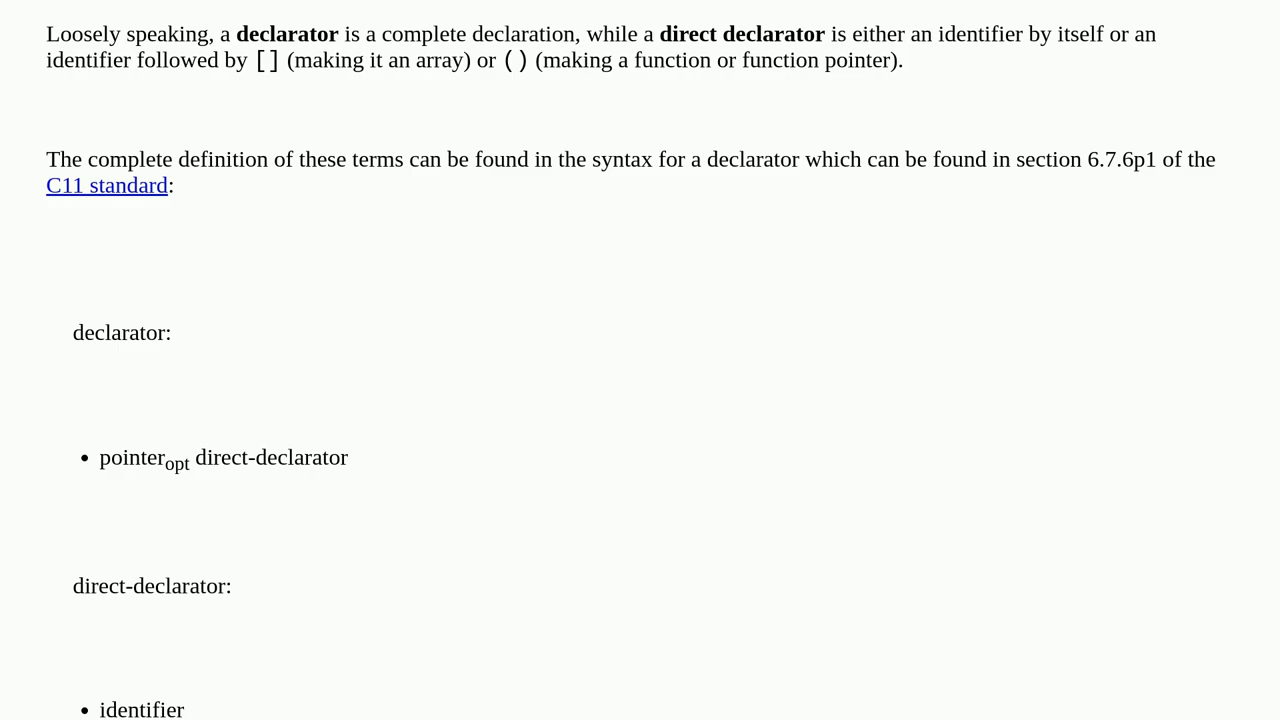 Loosely speaking, a declarator is a complete declaration, while a direct declarator is either an identifier by itself or an
identifier followed by [] (making it an array) or () (making a function or function pointer).
The complete definition of these terms can be found in the syntax for a declarator which can be found in section 6.7.6p1 of the
C11 standard:
declarator:
• pointeropt direct-declarator
direct-declarator:
• identifier